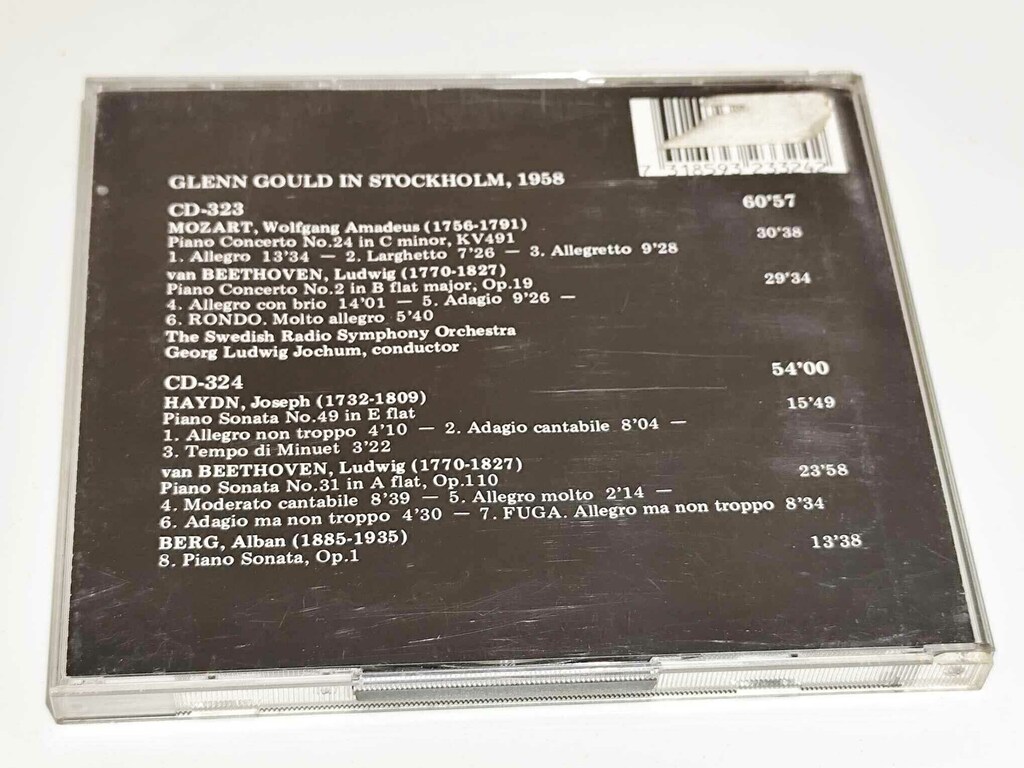 7 318593 233242
GLENN GOULD IN STOCKHOLM, 1958
CD-323 60'57
MOZART, Wolfgang Amadeus (1756-1791)
Piano Concerto No.24 in C minor, KV491 30'38
1. Allegro 13'34 — 2. Larghetto 7'26 — 3. Allegretto 9'28
van BEETHOVEN, Ludwig (1770-1827)
Piano Concerto No.2 in B flat major, Op.19 29'34
4. Allegro con brio 14'01 — 5. Adagio 9'26 —
6. RONDO. Molto allegro 5'40
The Swedish Radio Symphony Orchestra
Georg Ludwig Jochum, conductor
CD-324 54'00
HAYDN, Joseph (1732-1809)
Piano Sonata No.49 in E flat 15'49
1. Allegro non troppo 4'10 — 2. Adagio cantabile 8'04 —
3. Tempo di Minuet 3'22
van BEETHOVEN, Ludwig (1770-1827)
Piano Sonata No.31 in A flat, Op.110 23'58
4. Moderato cantabile 8'39 — 5. Allegro molto 2'14 —
6. Adagio ma non troppo 4'30 — 7. FUGA. Allegro ma non troppo 8'34
BERG, Alban (1885-1935)
8. Piano Sonata, Op.1 13'38